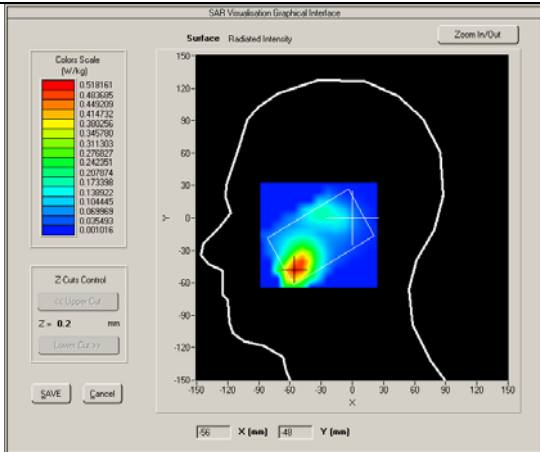 SAR Visualisation Graphical Interface
Surface Radiated Intensity
Zoom In/Out
Colors Scale
(W/kg)
0.518161
0.483685
0.449209
0.414732
0.380256
0.345780
0.311303
0.276827
0.242351
0.207874
0.173398
0.138922
0.104445
0.069969
0.035493
0.001016
150
120
90
60
30
0
-30
-60
-90
-120
-150
Y
-150 -120 -90 -60 -30 0 30 60 90 120 150
X
Z-Cuts Control
<< Upper Cut
Z = 0.2 mm
Lower Cut >>
SAVE Cancel
-56 X (mm) -48 Y (mm)